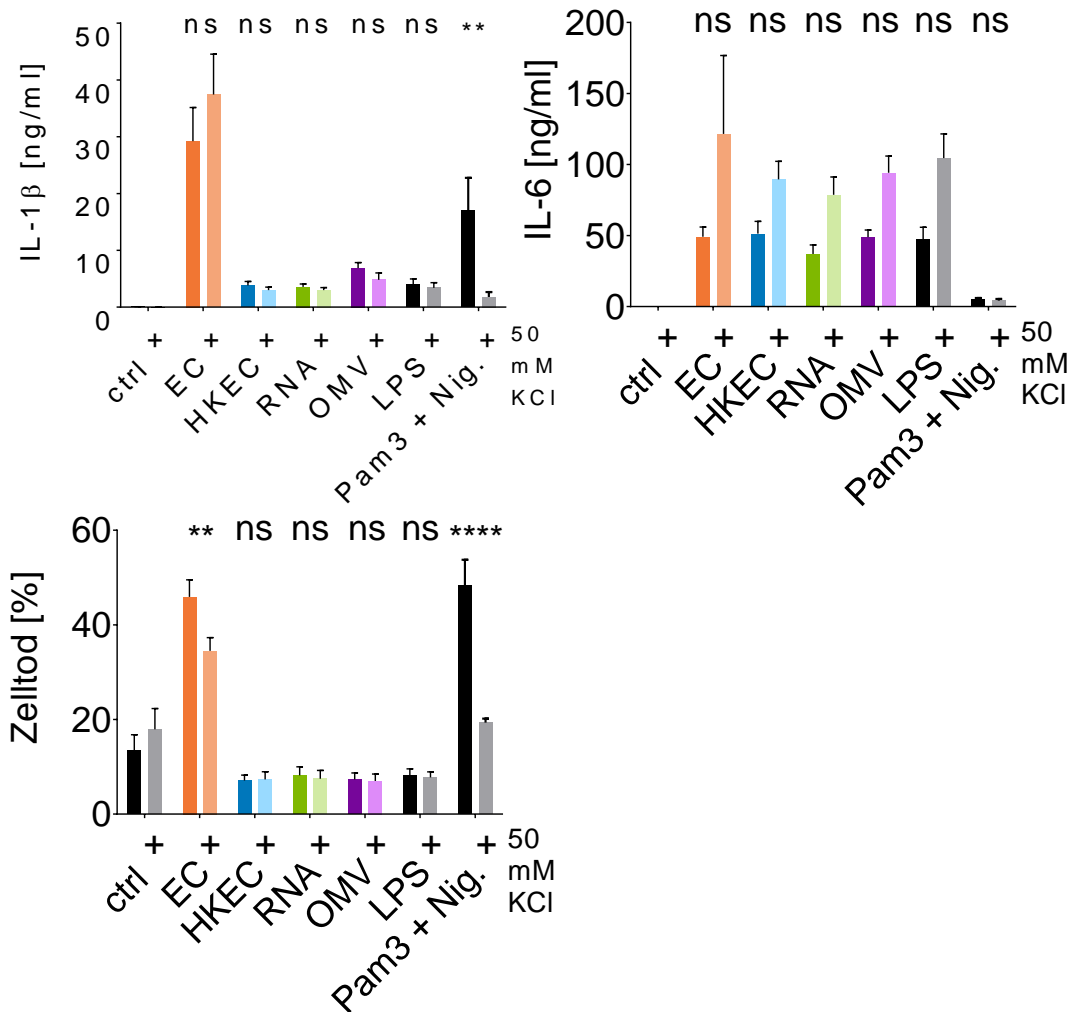 ns ns ns ns ns **
IL-1β [ng/ml]
50
40
30
20
10
0
ctrl + EC + HKEC + RNA + OMV + LPS + Pam3 + Nig. +
50
mM
KCl
ns ns ns ns ns ns
IL-6 [ng/ml]
200
150
100
50
0
ctrl + EC + HKEC + RNA + OMV + LPS + Pam3 + Nig. +
50
mM
KCl
** ns ns ns ns ****
Zelltod [%]
60
40
20
0
ctrl + EC + HKEC + RNA + OMV + LPS + Pam3 + Nig. +
50
mM
KCl